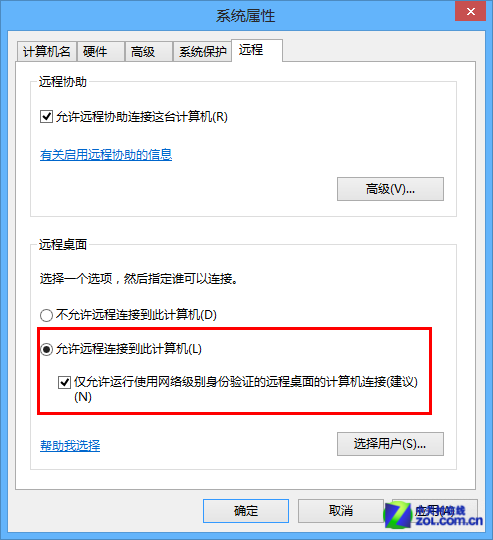 系统属性
计算机名 硬件 高级 系统保护 远程
远程协助
允许远程协助连接这台计算机(R)
有关启用远程协助的信息
高级(V)...
远程桌面
选择一个选项，然后指定谁可以连接。
不允许远程连接到此计算机(D)
允许远程连接到此计算机(L)
仅允许运行使用网络级别身份验证的远程桌面的计算机连接(建议)
(N)
帮助我选择
选择用户(S)...
确定 取消
zol.com.cn